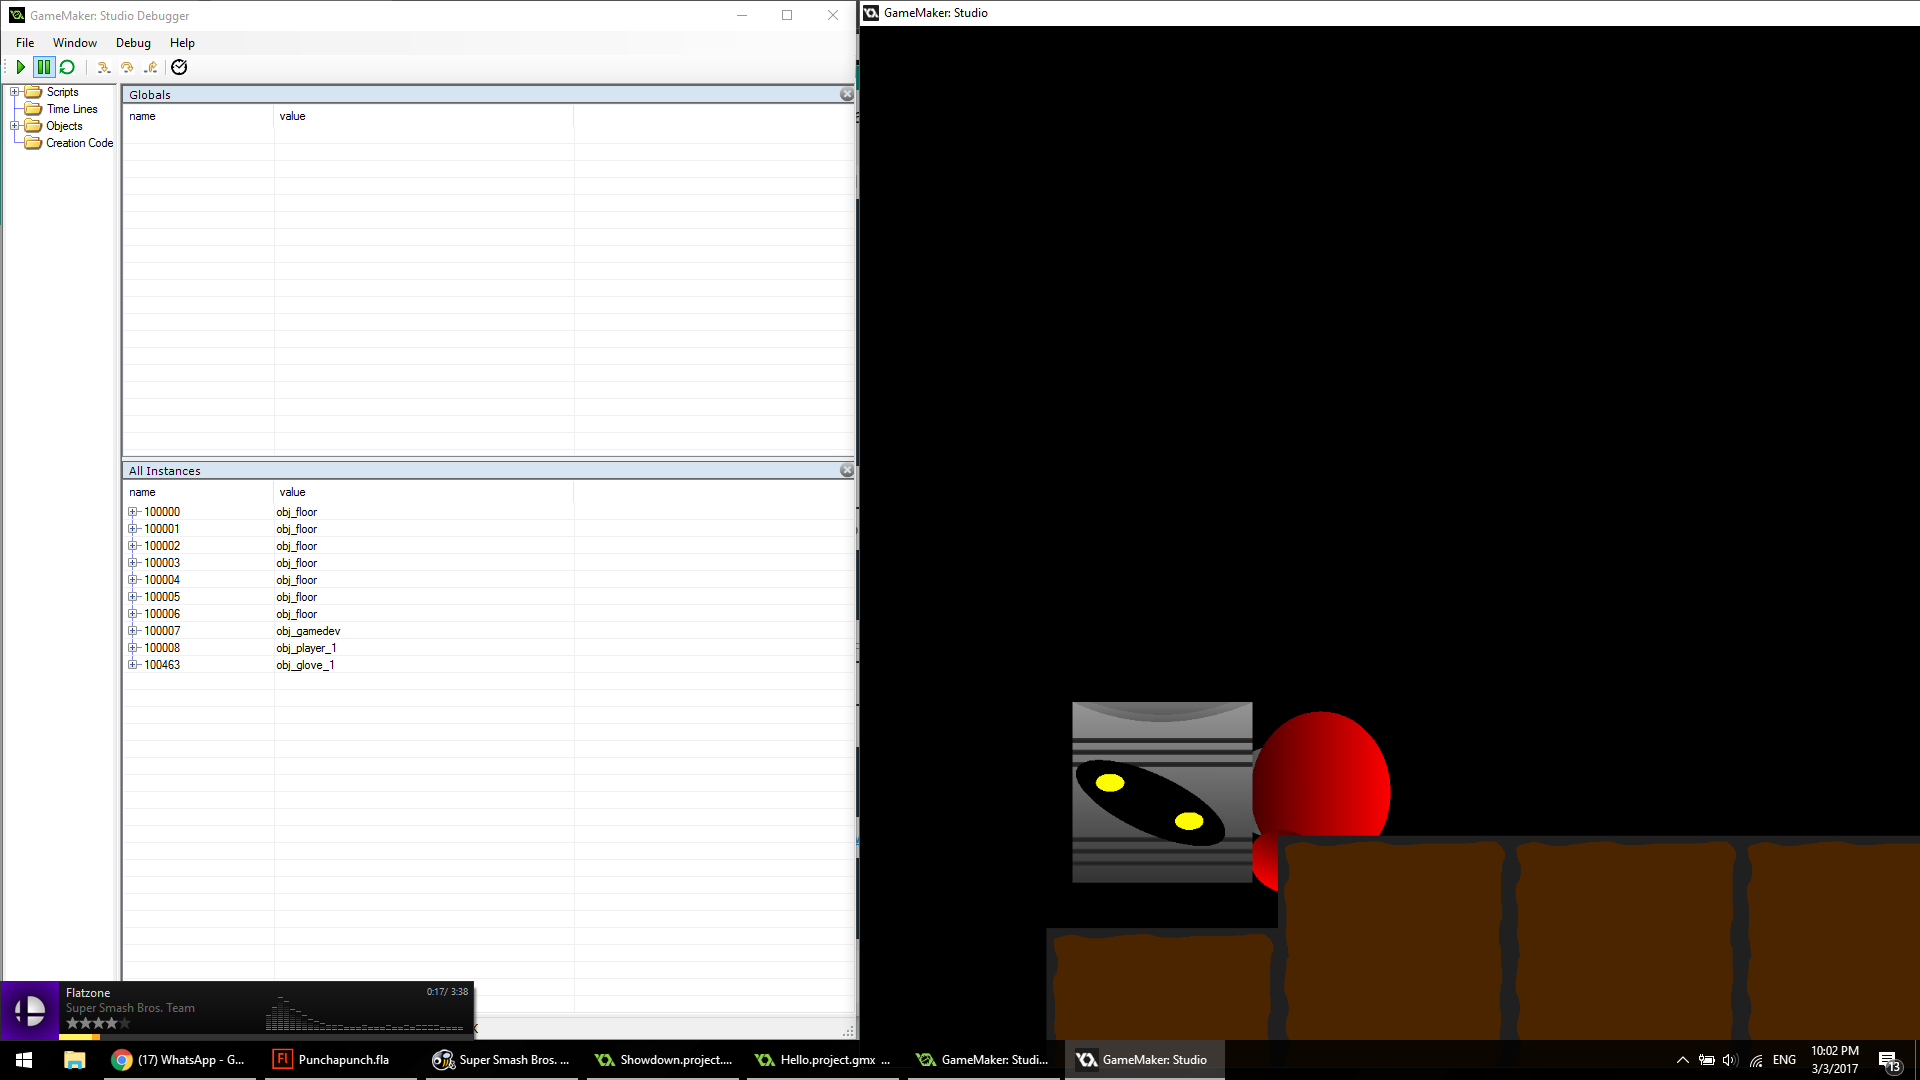 GameMaker: Studio Debugger
GameMaker: Studio
File Window Debug Help
Scripts
Time Lines
Objects
Creation Code
Globals
name value
All Instances
name value
100000 obj_floor
100001 obj_floor
100002 obj_floor
100003 obj_floor
100004 obj_floor
100005 obj_floor
100006 obj_floor
100007 obj_gamedev
100008 obj_player_1
100463 obj_glove_1
Flatzone 0:17/ 3:38
Super Smash Bros. Team
(17) WhatsApp - G...
Fl Punchapunch.fla
Super Smash Bros. ...
Showdown.project....
Hello.project.gmx ...
GameMaker: Studi...
GameMaker: Studio
ENG
10:02 PM
3/3/2017
13